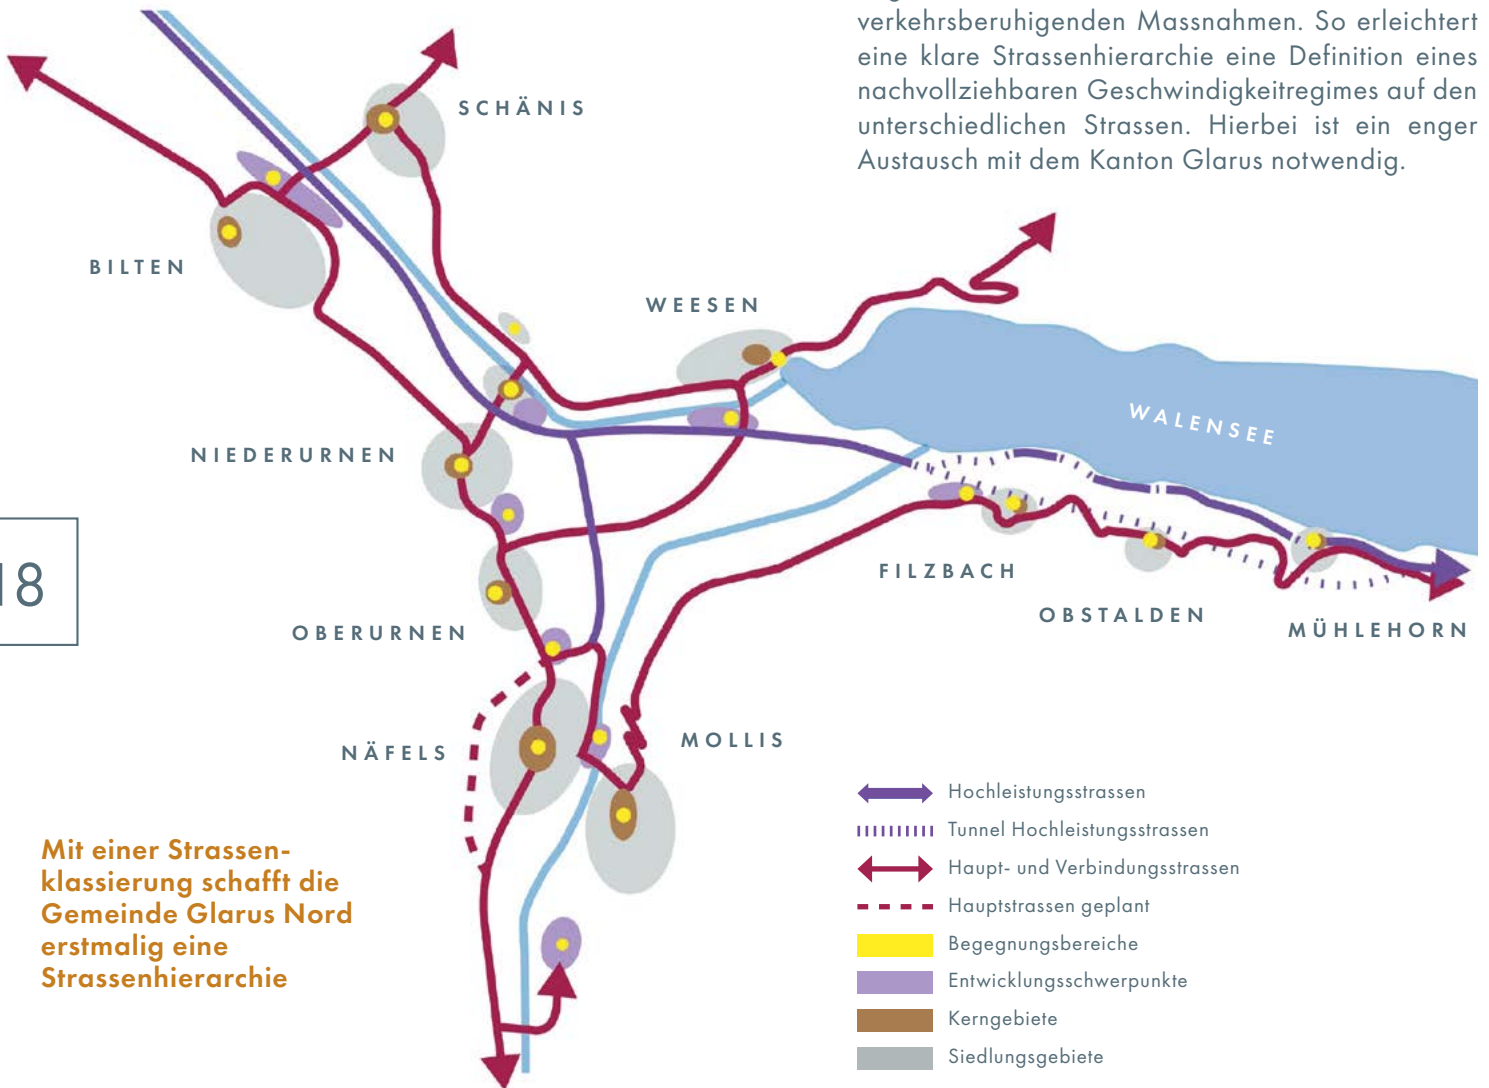 verkehrsberuhigenden Massnahmen. So erleichtert
eine klare Strassenhierarchie eine Definition eines
nachvollziehbaren Geschwindigkeitregimes auf den
unterschiedlichen Strassen. Hierbei ist ein enger
Austausch mit dem Kanton Glarus notwendig.
SCHÄNIS
BILTEN
WEESEN
WALENSEE
NIEDERURNEN
FILZBACH
18
OBSTALDEN
OBERURNEN
MÜHLEHORN
MOLLIS
NÄFELS
Mit einer Strassen-
klassierung schafft die
Gemeinde Glarus Nord
erstmalig eine
Strassenhierarchie
Hochleistungsstrassen
Tunnel Hochleistungsstrassen
Haupt- und Verbindungsstrassen
Hauptstrassen geplant
Begegnungsbereiche
Entwicklungsschwerpunkte
Kerngebiete
Siedlungsgebiete